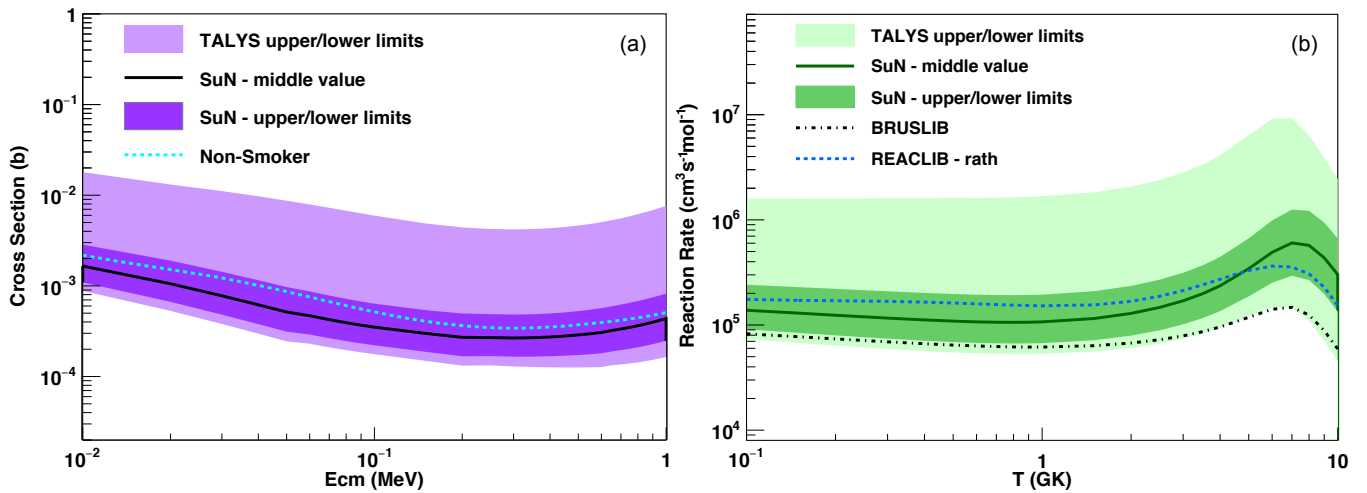 1
10⁻¹
10⁻²
10⁻³
10⁻⁴
Cross Section (b)
TALYS upper/lower limits
SuN - middle value
SuN - upper/lower limits
Non-Smoker
(a)
10⁻² 10⁻¹ 1
Ecm (MeV)
10⁷
10⁶
10⁵
10⁴
Reaction Rate (cm³s⁻¹mol⁻¹)
TALYS upper/lower limits
SuN - middle value
SuN - upper/lower limits
BRUSLIB
REACLIB - rath
(b)
10⁻¹ 1 10
T (GK)